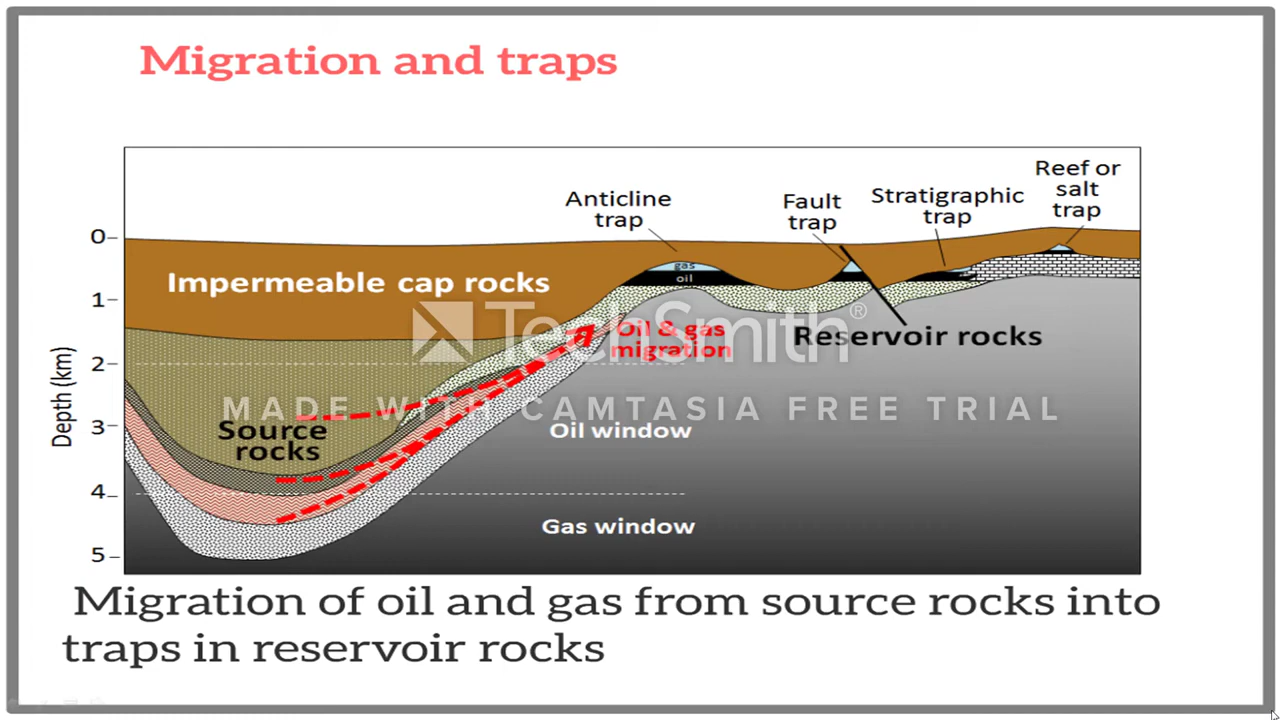 Migration and traps
Reef or
salt
trap
Anticline
trap
Fault
trap
Stratigraphic
trap
0
Impermeable cap rocks
gas
oil
1
TechSmith®
Oil & gas
migration
Reservoir rocks
2
Depth (km)
MADE WITH CAMTASIA FREE TRIAL
3
Source
rocks
Oil window
4
Gas window
5
Migration of oil and gas from source rocks into
traps in reservoir rocks